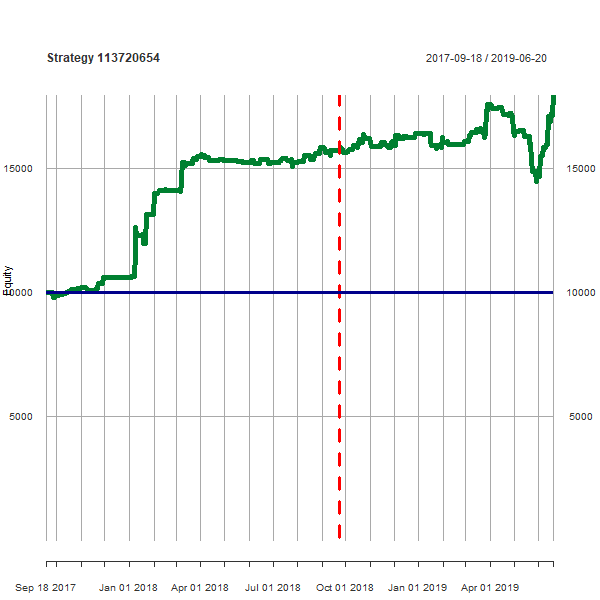 Strategy 113720654
2017-09-18 / 2019-06-20
15000
15000
Equity
10000
10000
5000
5000
Sep 18 2017
Jan 01 2018
Apr 01 2018
Jul 01 2018
Oct 01 2018
Jan 01 2019
Apr 01 2019